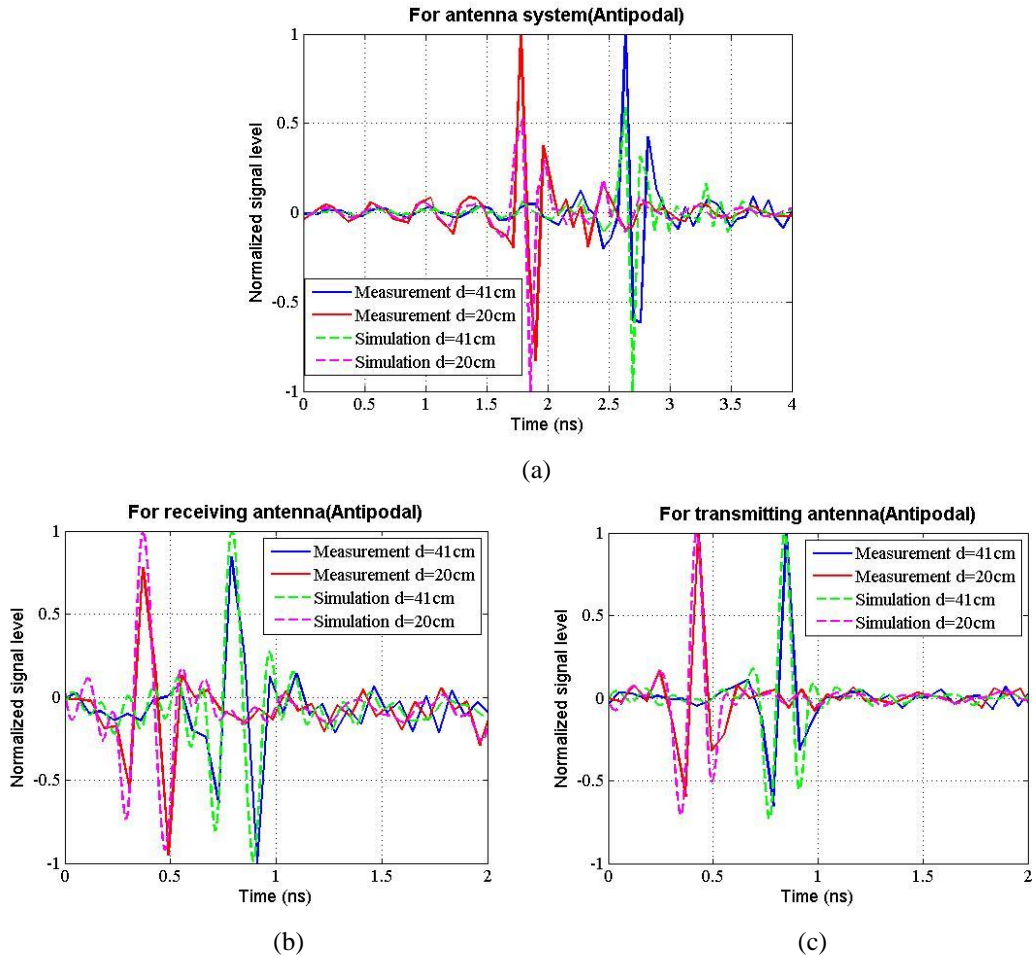 For antenna system(Antipodal)
1
0.5
0
-0.5
-1
Normalized signal level
Measurement d=41cm
Measurement d=20cm
Simulation d=41cm
Simulation d=20cm
0 0.5 1 1.5 2 2.5 3 3.5 4
Time (ns)
(a)
For receiving antenna(Antipodal)
1
0.5
0
-0.5
-1
Normalized signal level
Measurement d=41cm
Measurement d=20cm
Simulation d=41cm
Simulation d=20cm
0 0.5 1 1.5 2
Time (ns)
(b)
For transmitting antenna(Antipodal)
1
0.5
0
-0.5
-1
Normalized signal level
Measurement d=41cm
Measurement d=20cm
Simulation d=41cm
Simulation d=20cm
0 0.5 1 1.5 2
Time (ns)
(c)